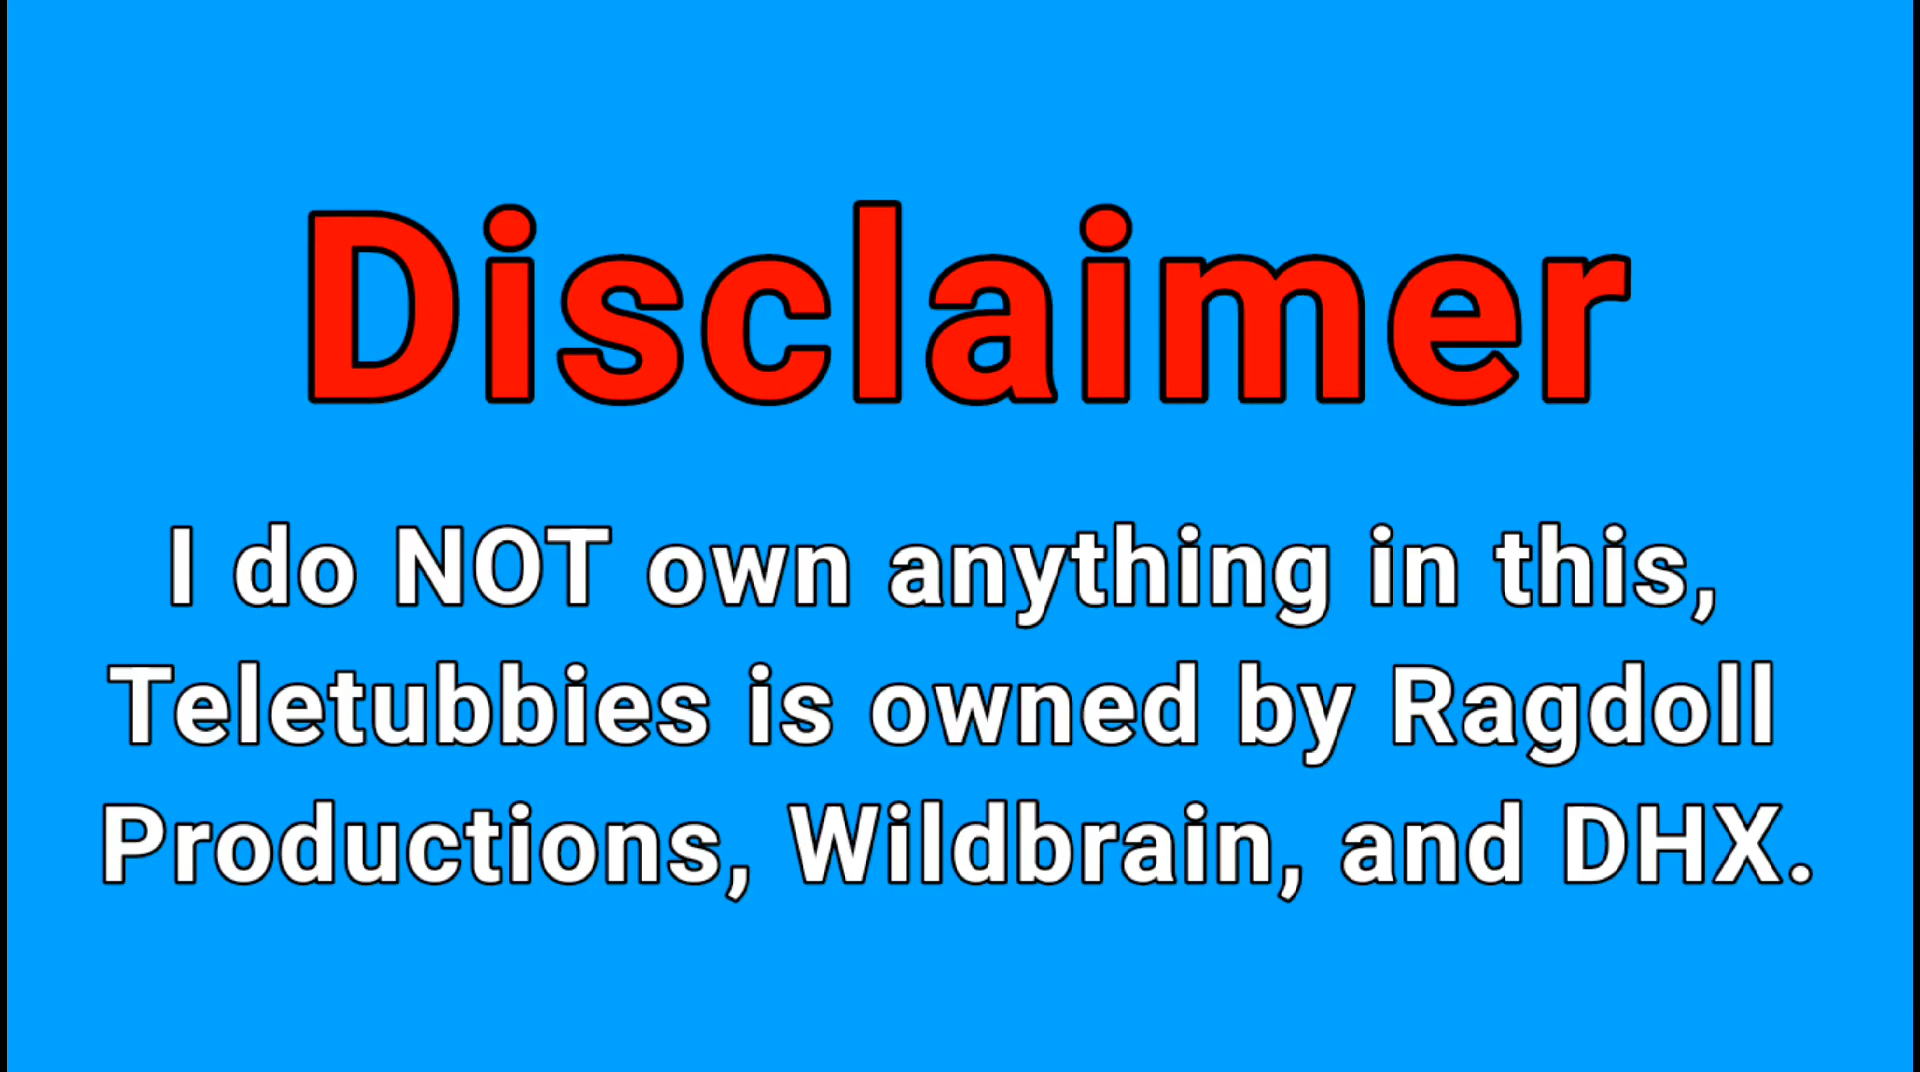 Disclaimer
I do NOT own anything in this,
Teletubbies is owned by Ragdoll
Productions, Wildbrain, and DHX.